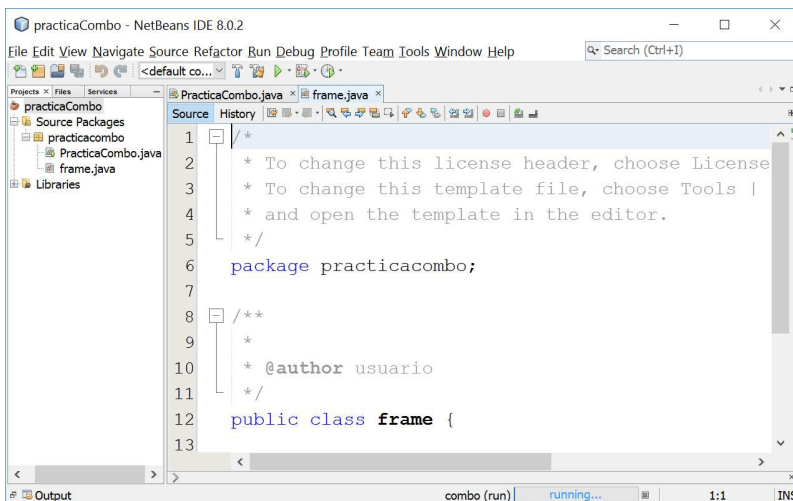 practicaCombo - NetBeans IDE 8.0.2
File Edit View Navigate Source Refactor Run Debug Profile Team Tools Window Help
Search (Ctrl+I)
<default co...
Projects Files Services
PracticaCombo.java frame.java
practicaCombo
Source Packages
practicacombo
PracticaCombo.java
frame.java
Libraries
Source History
1 /*
2 * To change this license header, choose License
3 * To change this template file, choose Tools |
4 * and open the template in the editor.
5 */
6 package practicacombo;
7
8 /**
9 *
10 * @author usuario
11 */
12 public class frame {
13
Output combo (run) running... 1:1 INS